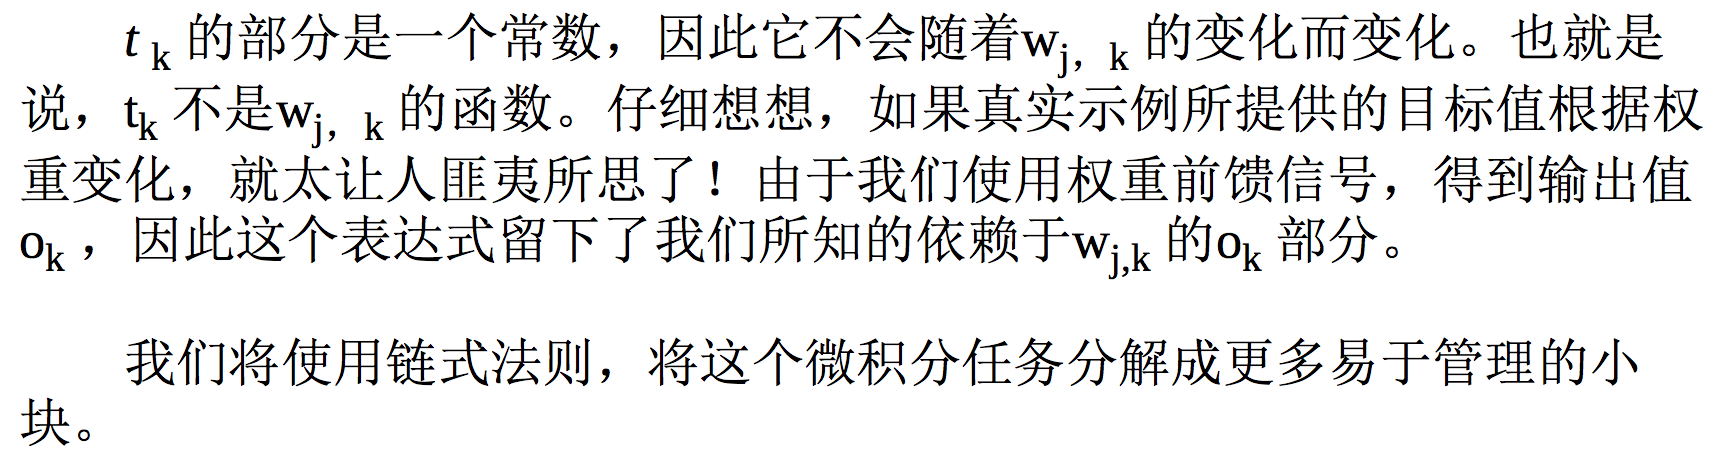 t k 的部分是一个常数，因此它不会随着wj，k 的变化而变化。也就是
说，tk 不是wj，k 的函数。仔细想想，如果真实示例所提供的目标值根据权
重变化，就太让人匪夷所思了！由于我们使用权重前馈信号，得到输出值
ok ，因此这个表达式留下了我们所知的依赖于wj,k 的ok 部分。
我们将使用链式法则，将这个微积分任务分解成更多易于管理的小
块。